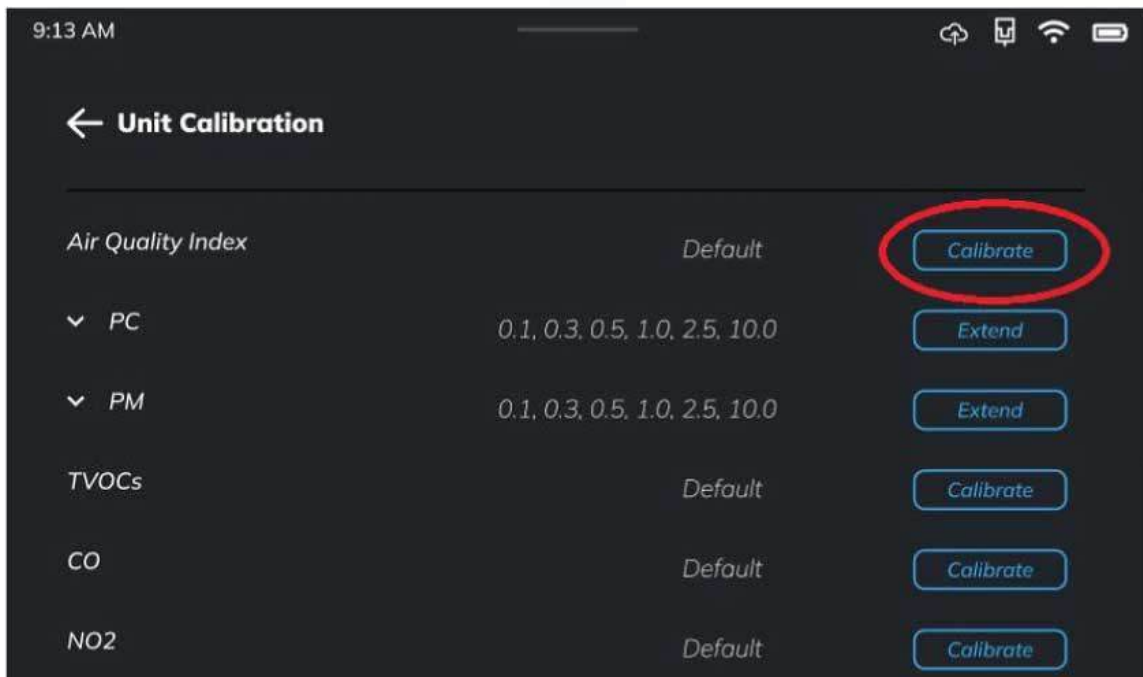 9:13 AM
Unit Calibration
Air Quality Index Default Calibrate
PC 0.1, 0.3, 0.5, 1.0, 2.5, 10.0 Extend
PM 0.1, 0.3, 0.5, 1.0, 2.5, 10.0 Extend
TVOCs Default Calibrate
CO Default Calibrate
NO2 Default Calibrate